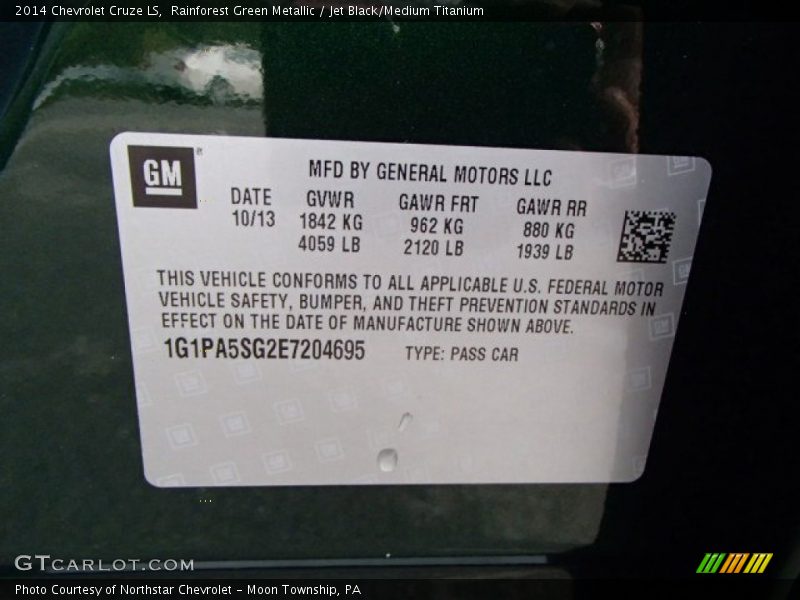 2014 Chevrolet Cruze LS, Rainforest Green Metallic / Jet Black/Medium Titanium
GM ®
MFD BY GENERAL MOTORS LLC
DATE GVWR GAWR FRT GAWR RR
10/13 1842 KG 962 KG 880 KG
4059 LB 2120 LB 1939 LB
THIS VEHICLE CONFORMS TO ALL APPLICABLE U.S. FEDERAL MOTOR
VEHICLE SAFETY, BUMPER, AND THEFT PREVENTION STANDARDS IN
EFFECT ON THE DATE OF MANUFACTURE SHOWN ABOVE.
1G1PA5SG2E7204695 TYPE: PASS CAR
GTCARLOT.COM
Photo Courtesy of Northstar Chevrolet - Moon Township, PA